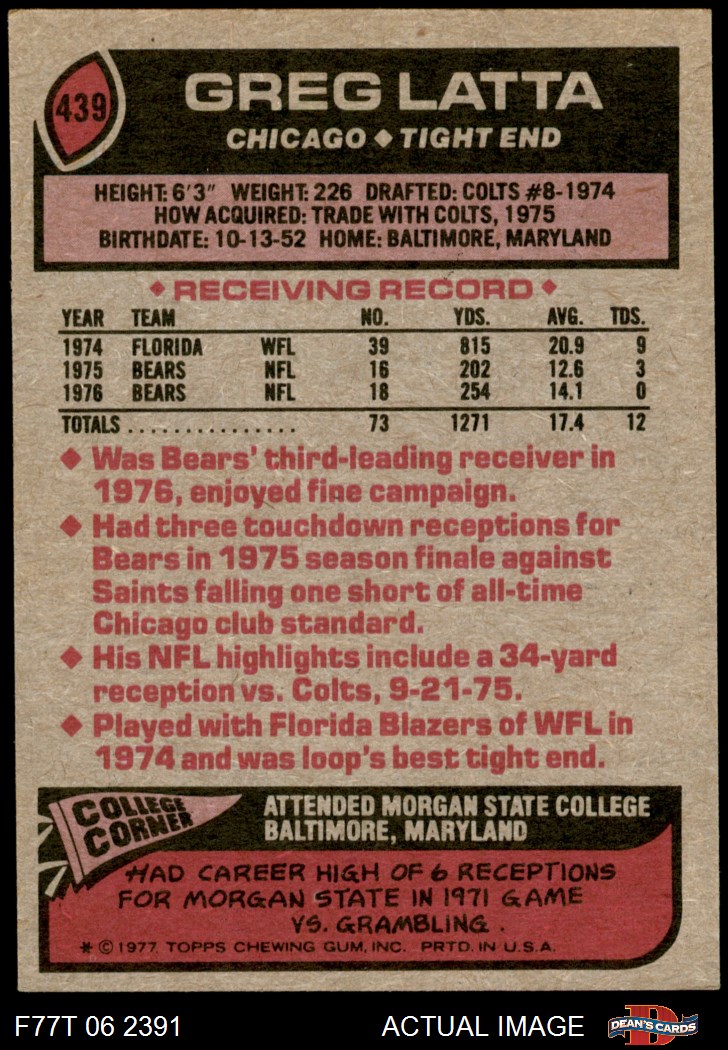 439
GREG LATTA
CHICAGO ◆ TIGHT END
HEIGHT: 6'3" WEIGHT: 226 DRAFTED: COLTS #8-1974
HOW ACQUIRED: TRADE WITH COLTS, 1975
BIRTHDATE: 10-13-52 HOME: BALTIMORE, MARYLAND
◆ RECEIVING RECORD ◆
YEAR TEAM NO. YDS. AVG. TDS.
1974 FLORIDA WFL 39 815 20.9 9
1975 BEARS NFL 16 202 12.6 3
1976 BEARS NFL 18 254 14.1 0
TOTALS ............... 73 1271 17.4 12
◆ Was Bears' third-leading receiver in
1976, enjoyed fine campaign.
◆ Had three touchdown receptions for
Bears in 1975 season finale against
Saints falling one short of all-time
Chicago club standard.
◆ His NFL highlights include a 34-yard
reception vs. Colts, 9-21-75.
◆ Played with Florida Blazers of WFL in
1974 and was loop's best tight end.
COLLEGE
CORNER
ATTENDED MORGAN STATE COLLEGE
BALTIMORE, MARYLAND
HAD CAREER HIGH OF 6 RECEPTIONS
FOR MORGAN STATE IN 1971 GAME
VS. GRAMBLING.
* © 1977 TOPPS CHEWING GUM, INC. PRTD. IN U.S.A.
F77T 06 2391 ACTUAL IMAGE
D
DEAN'S CARDS